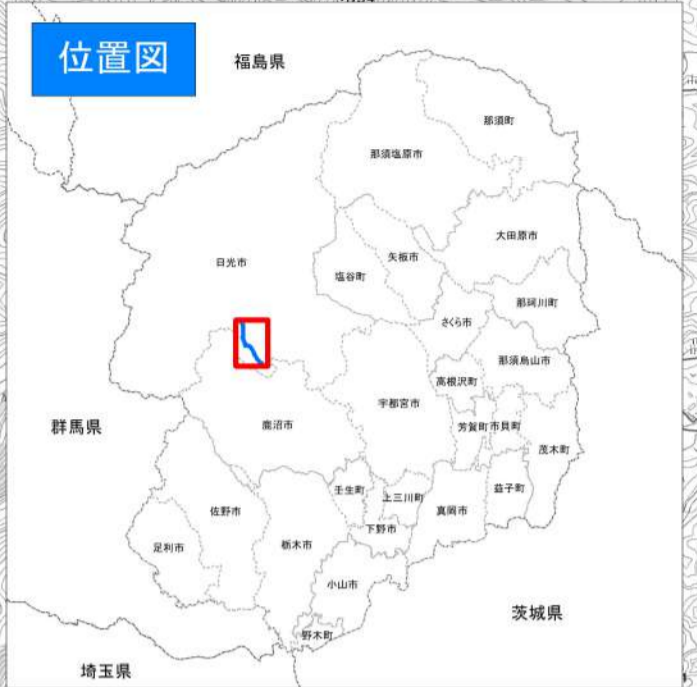 位置図
福島県
那須町
那須塩原市
大田原市
日光市
矢板市
塩谷町
那珂川町
さくら市
那須烏山市
高根沢町
宇都宮市
群馬県
鹿沼市
芳賀町
市貝町
茂木町
壬生町
上三川町
益子町
佐野市
真岡市
下野市
足利市
栃木市
小山市
茨城県
野木町
埼玉県